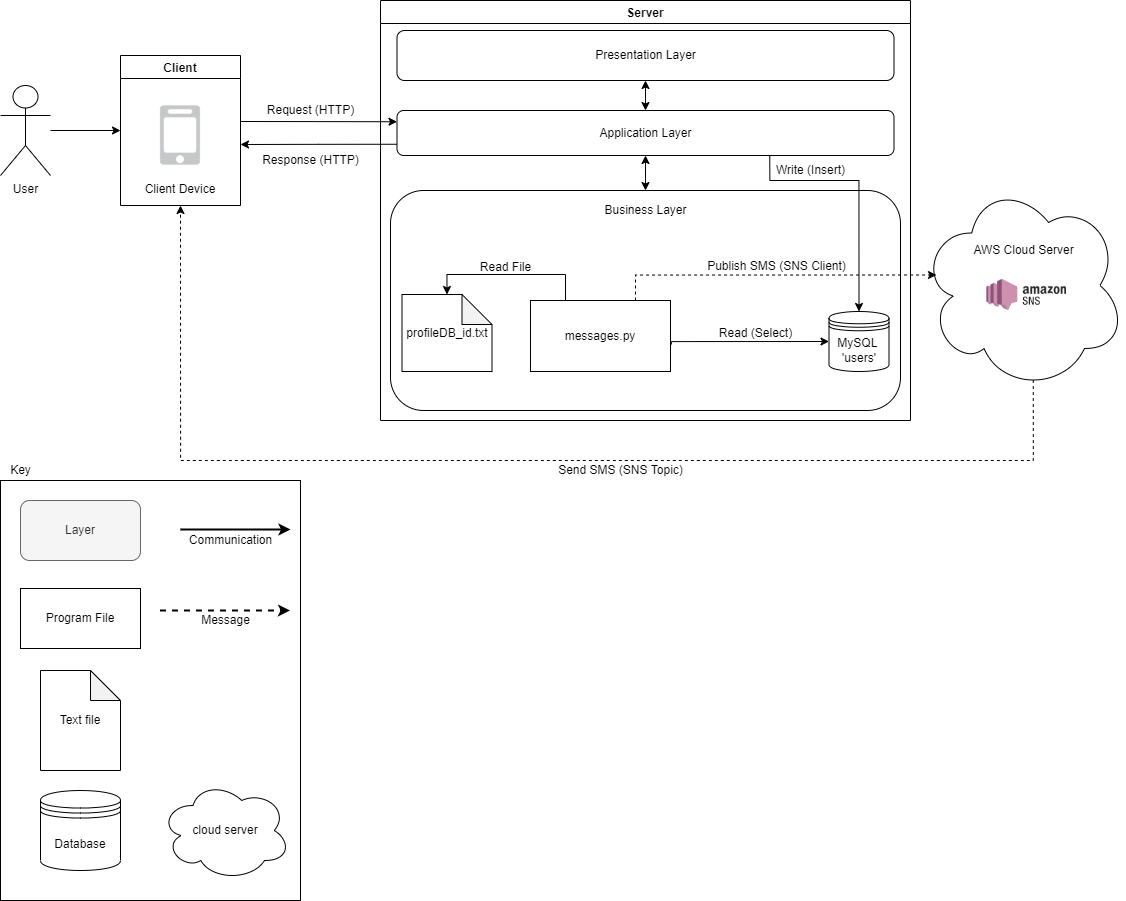 Server
Presentation Layer
Client
Request (HTTP)
Application Layer
Response (HTTP)
Write (Insert)
User
Client Device
Business Layer
AWS Cloud Server
Read File
Publish SMS (SNS Client)
amazon
SNS
profileDB_id.txt
messages.py
Read (Select)
MySQL
'users'
Key
Send SMS (SNS Topic)
Layer
Communication
Program File
Message
Text file
cloud server
Database